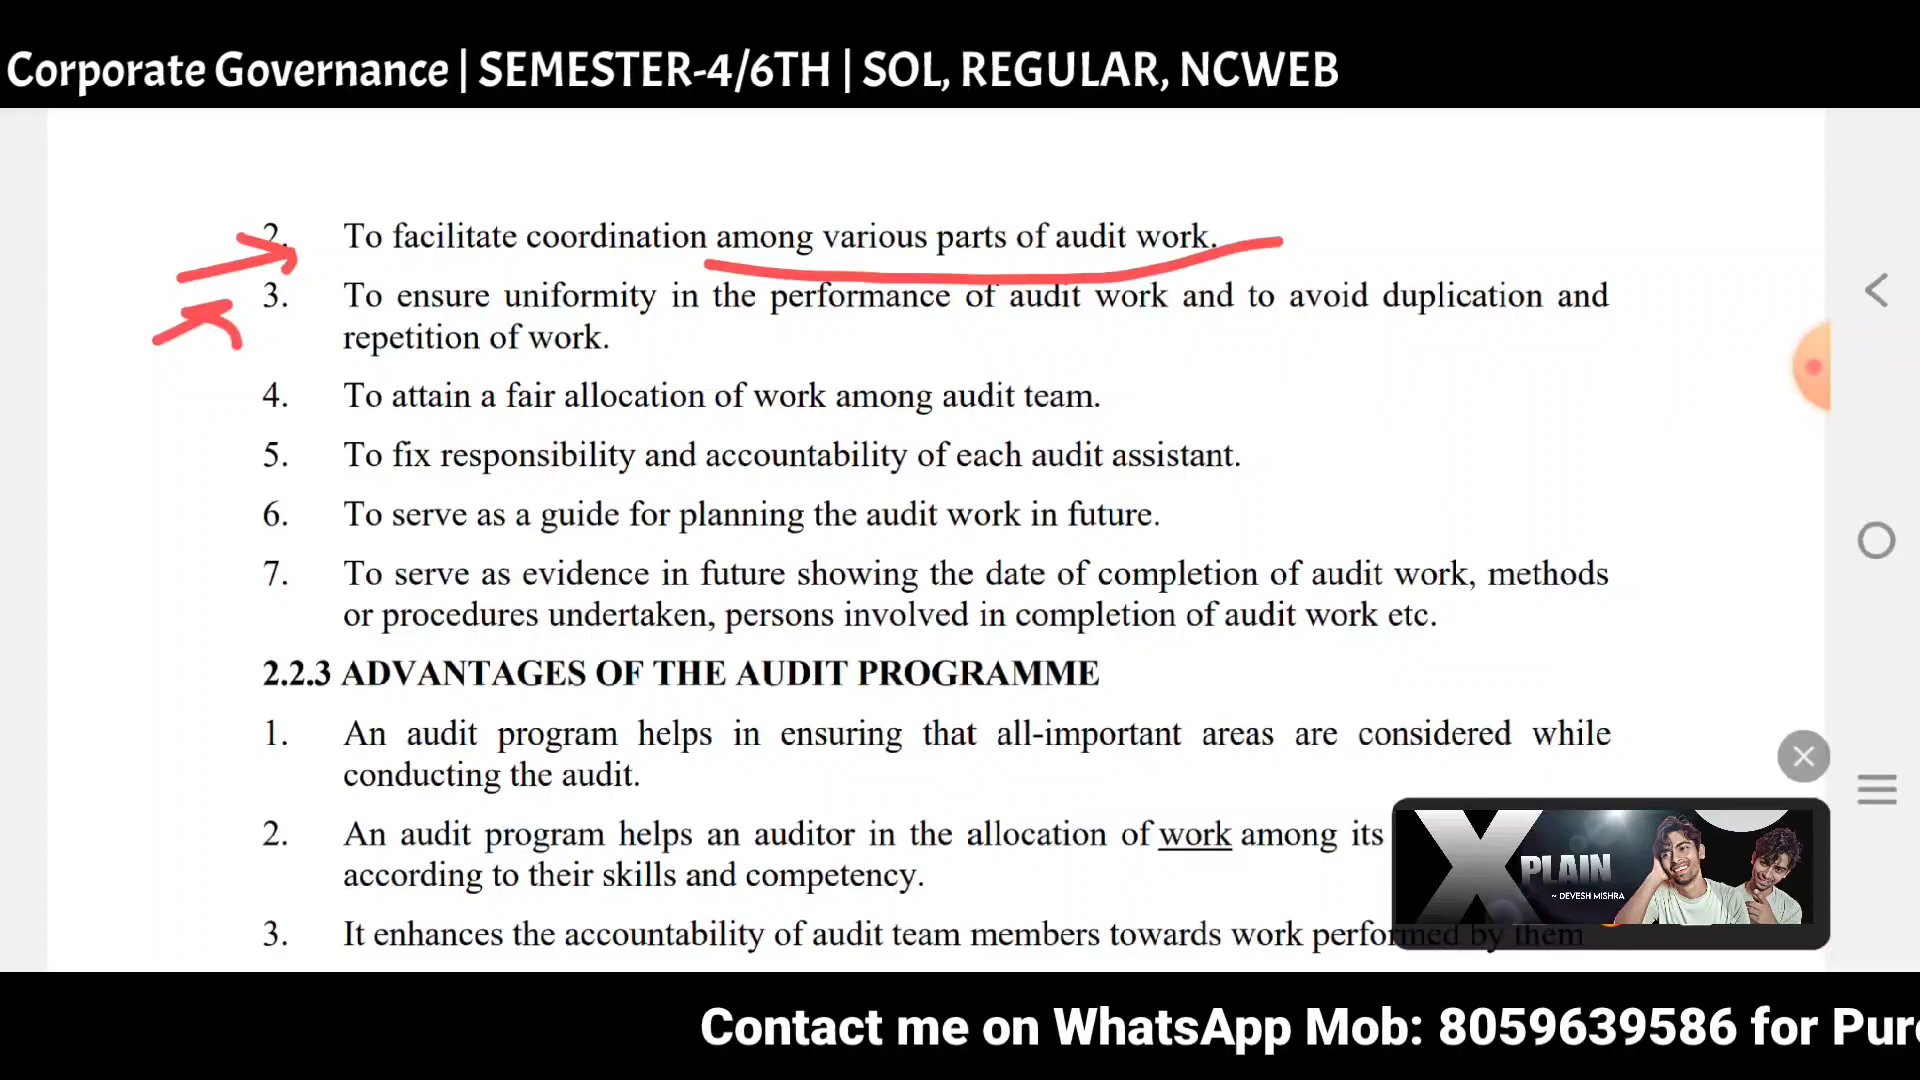 Corporate Governance | SEMESTER-4/6TH | SOL, REGULAR, NCWEB
2. To facilitate coordination among various parts of audit work.
3. To ensure uniformity in the performance of audit work and to avoid duplication and
repetition of work.
4. To attain a fair allocation of work among audit team.
5. To fix responsibility and accountability of each audit assistant.
6. To serve as a guide for planning the audit work in future.
7. To serve as evidence in future showing the date of completion of audit work, methods
or procedures undertaken, persons involved in completion of audit work etc.
2.2.3 ADVANTAGES OF THE AUDIT PROGRAMME
1. An audit program helps in ensuring that all-important areas are considered while
conducting the audit.
2. An audit program helps an auditor in the allocation of work among its
according to their skills and competency.
3. It enhances the accountability of audit team members towards work performed by them
XPLAIN
~ DEVESH MISHRA
Contact me on WhatsApp Mob: 8059639586 for Pur